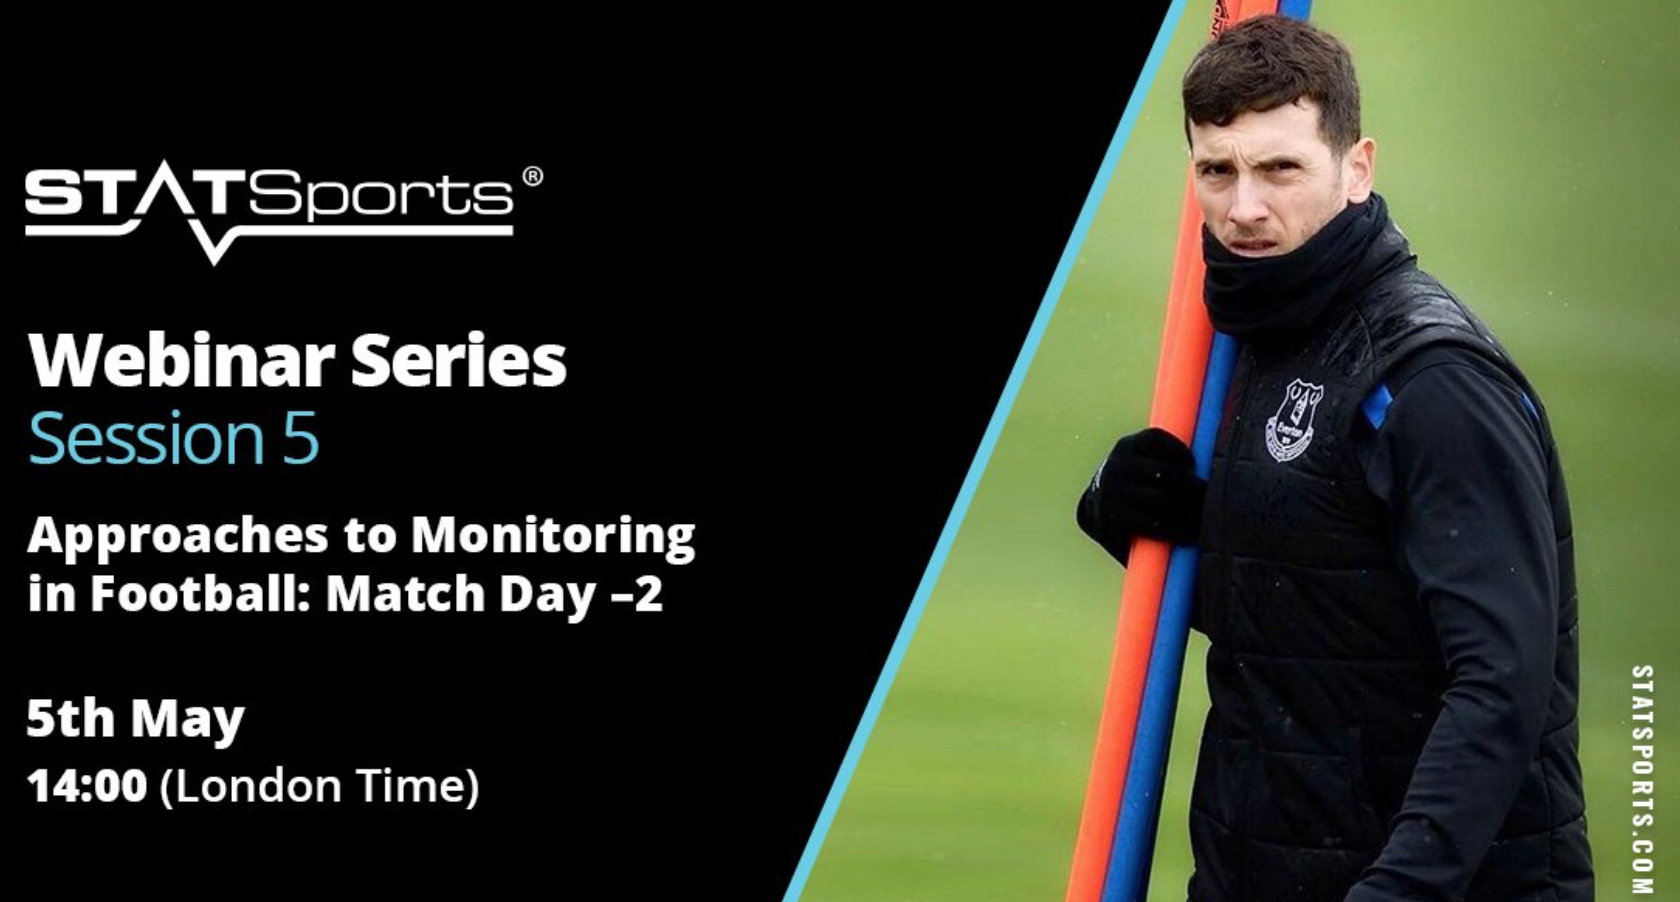 STATSports®
Webinar Series
Session 5
Approaches to Monitoring
in Football: Match Day –2
5th May
14:00 (London Time)
Everton
STATSPORTS.COM